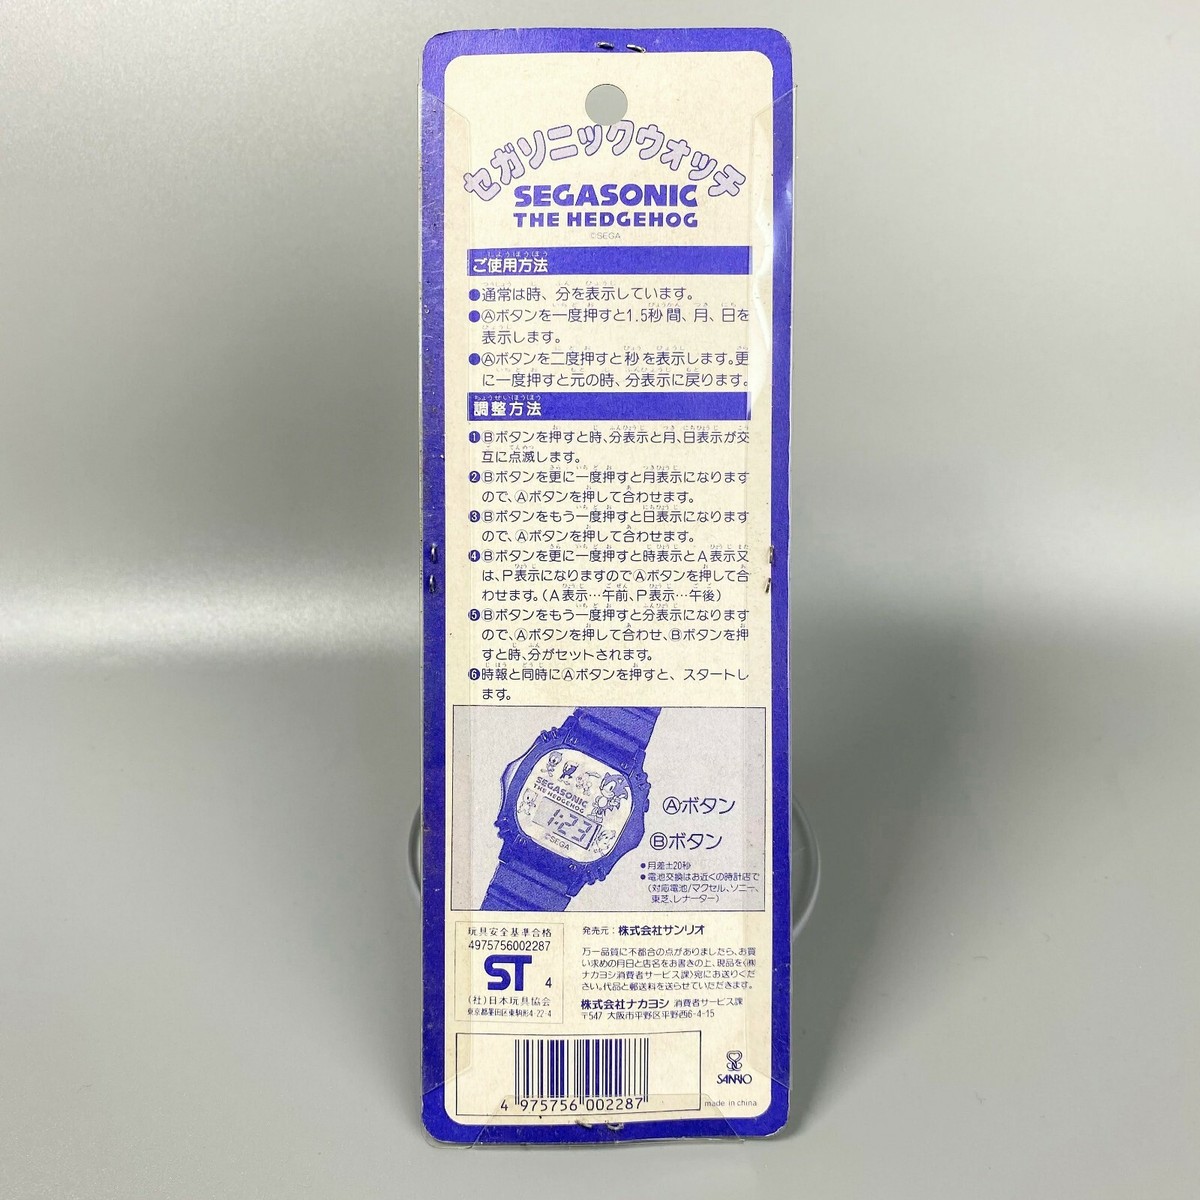 セガソニックウォッチ
SEGASONIC
THE HEDGEHOG
©SEGA
ご使用方法
●通常は時、分を表示しています。
●Ⓐボタンを一度押すと1.5秒間、月、日を
表示します。
●Ⓐボタンを二度押すと秒を表示します。更
に一度押すと元の時、分表示に戻ります。
調整方法
❶Ⓑボタンを押すと時、分表示と月、日表示が交
互に点滅します。
❷Ⓑボタンを更に一度押すと月表示になります
ので、Ⓐボタンを押して合わせます。
❸Ⓑボタンをもう一度押すと日表示になります
ので、Ⓐボタンを押して合わせます。
❹Ⓑボタンを更に一度押すと時表示とA表示又
は、P表示になりますのでⒶボタンを押して合
わせます。(A表示…午前、P表示…午後)
❺Ⓑボタンをもう一度押すと分表示になります
ので、Ⓐボタンを押して合わせ、Ⓑボタンを押
すと時、分がセットされます。
❻時報と同時にⒶボタンを押すと、スタートし
ます。
SEGASONIC
THE HEDGEHOG
1:23
©SEGA
Ⓐボタン
Ⓑボタン
●月差±20秒
●電池交換はお近くの時計店で
(対応電池/マクセル、ソニー、
東芝、レナーター)
玩具安全基準合格
4975756002287
ST 4
(社)日本玩具協会
東京都墨田区東駒形4-22-4
発売元:株式会社サンリオ
万一品質に不都合の点がありましたら、お買
い求めの月日と店名をお書きの上、現品を〈㈱
ナカヨシ消費者サービス課〉宛にお送りくだ
さい。代品と郵送料を送らせていただきます。
株式会社ナカヨシ 消費者サービス課
〒547 大阪市平野区平野西6-4-15
4 975756 002287
SANRIO
made in china